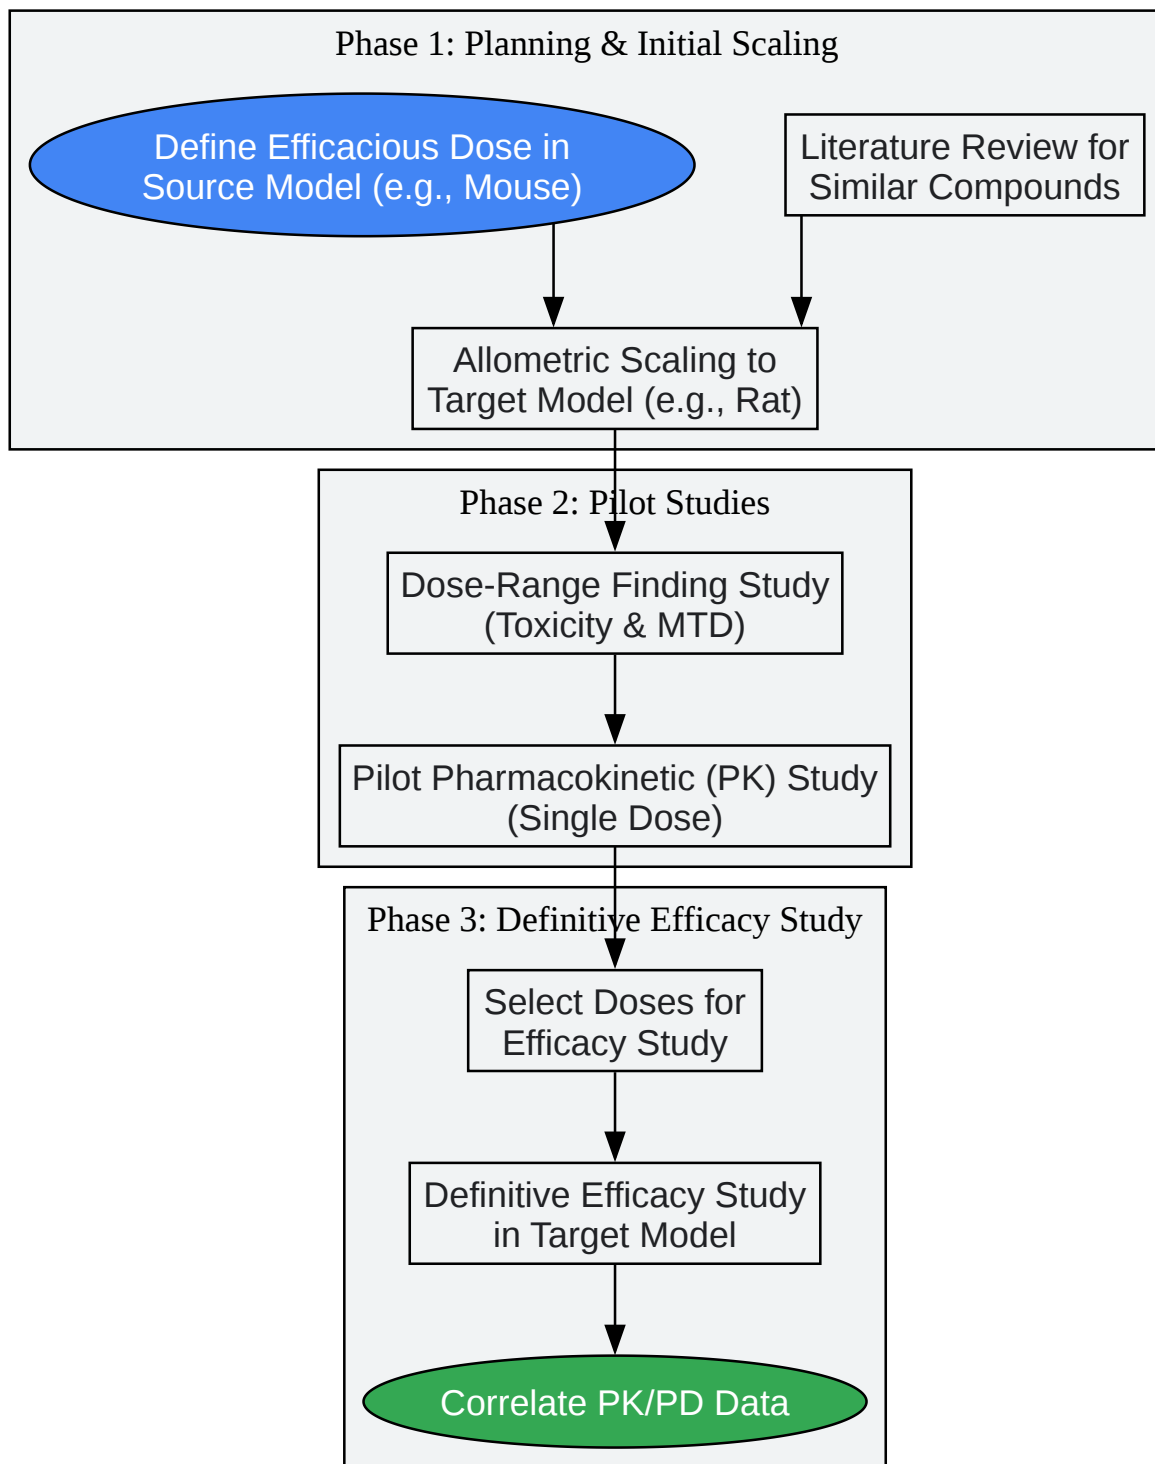 Phase 1: Planning & Initial Scaling
Define Efficacious Dose in
Source Model (e.g., Mouse)
Literature Review for
Similar Compounds
Allometric Scaling to
Target Model (e.g., Rat)
Phase 2: Pilot Studies
Dose-Range Finding Study
(Toxicity & MTD)
Pilot Pharmacokinetic (PK) Study
(Single Dose)
Phase 3: Definitive Efficacy Study
Select Doses for
Efficacy Study
Definitive Efficacy Study
in Target Model
Correlate PK/PD Data